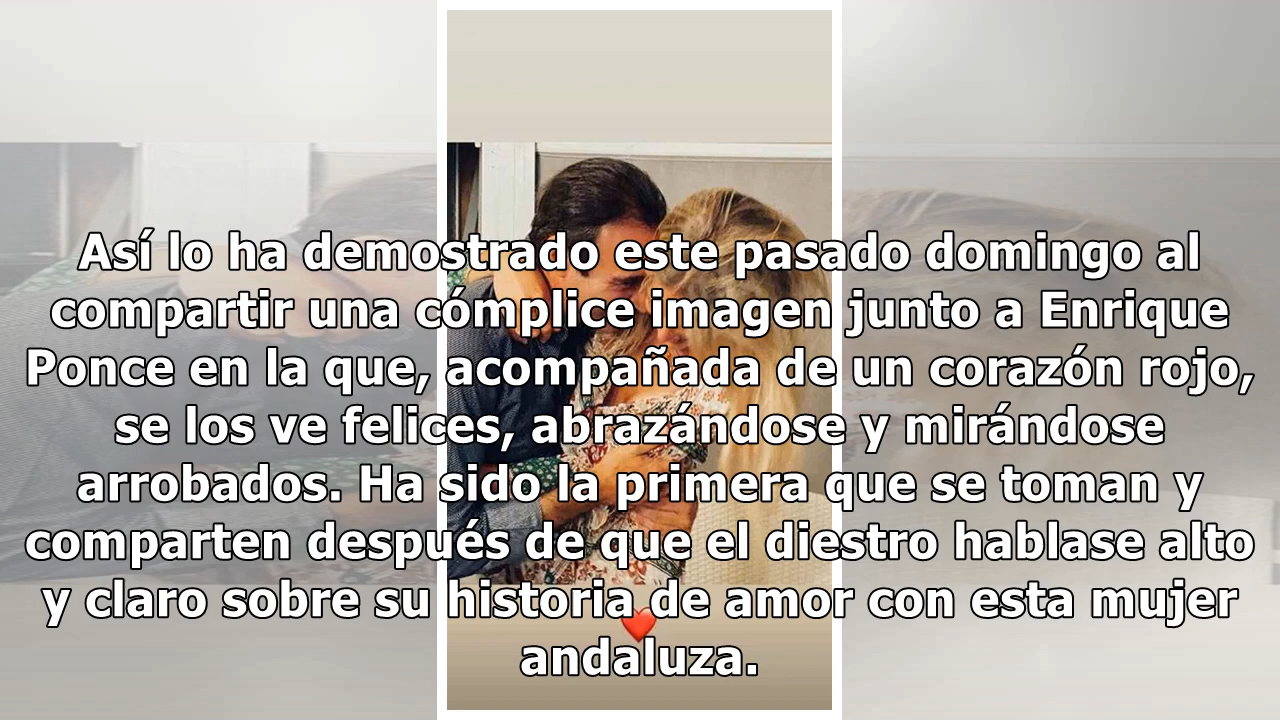 Así lo ha demostrado este pasado domingo al
compartir una cómplice imagen junto a Enrique
Ponce en la que, acompañada de un corazón rojo,
se los ve felices, abrazándose y mirándose
arrobados. Ha sido la primera que se toman y
comparten después de que el diestro hablase alto
y claro sobre su historia de amor con esta mujer
andaluza.